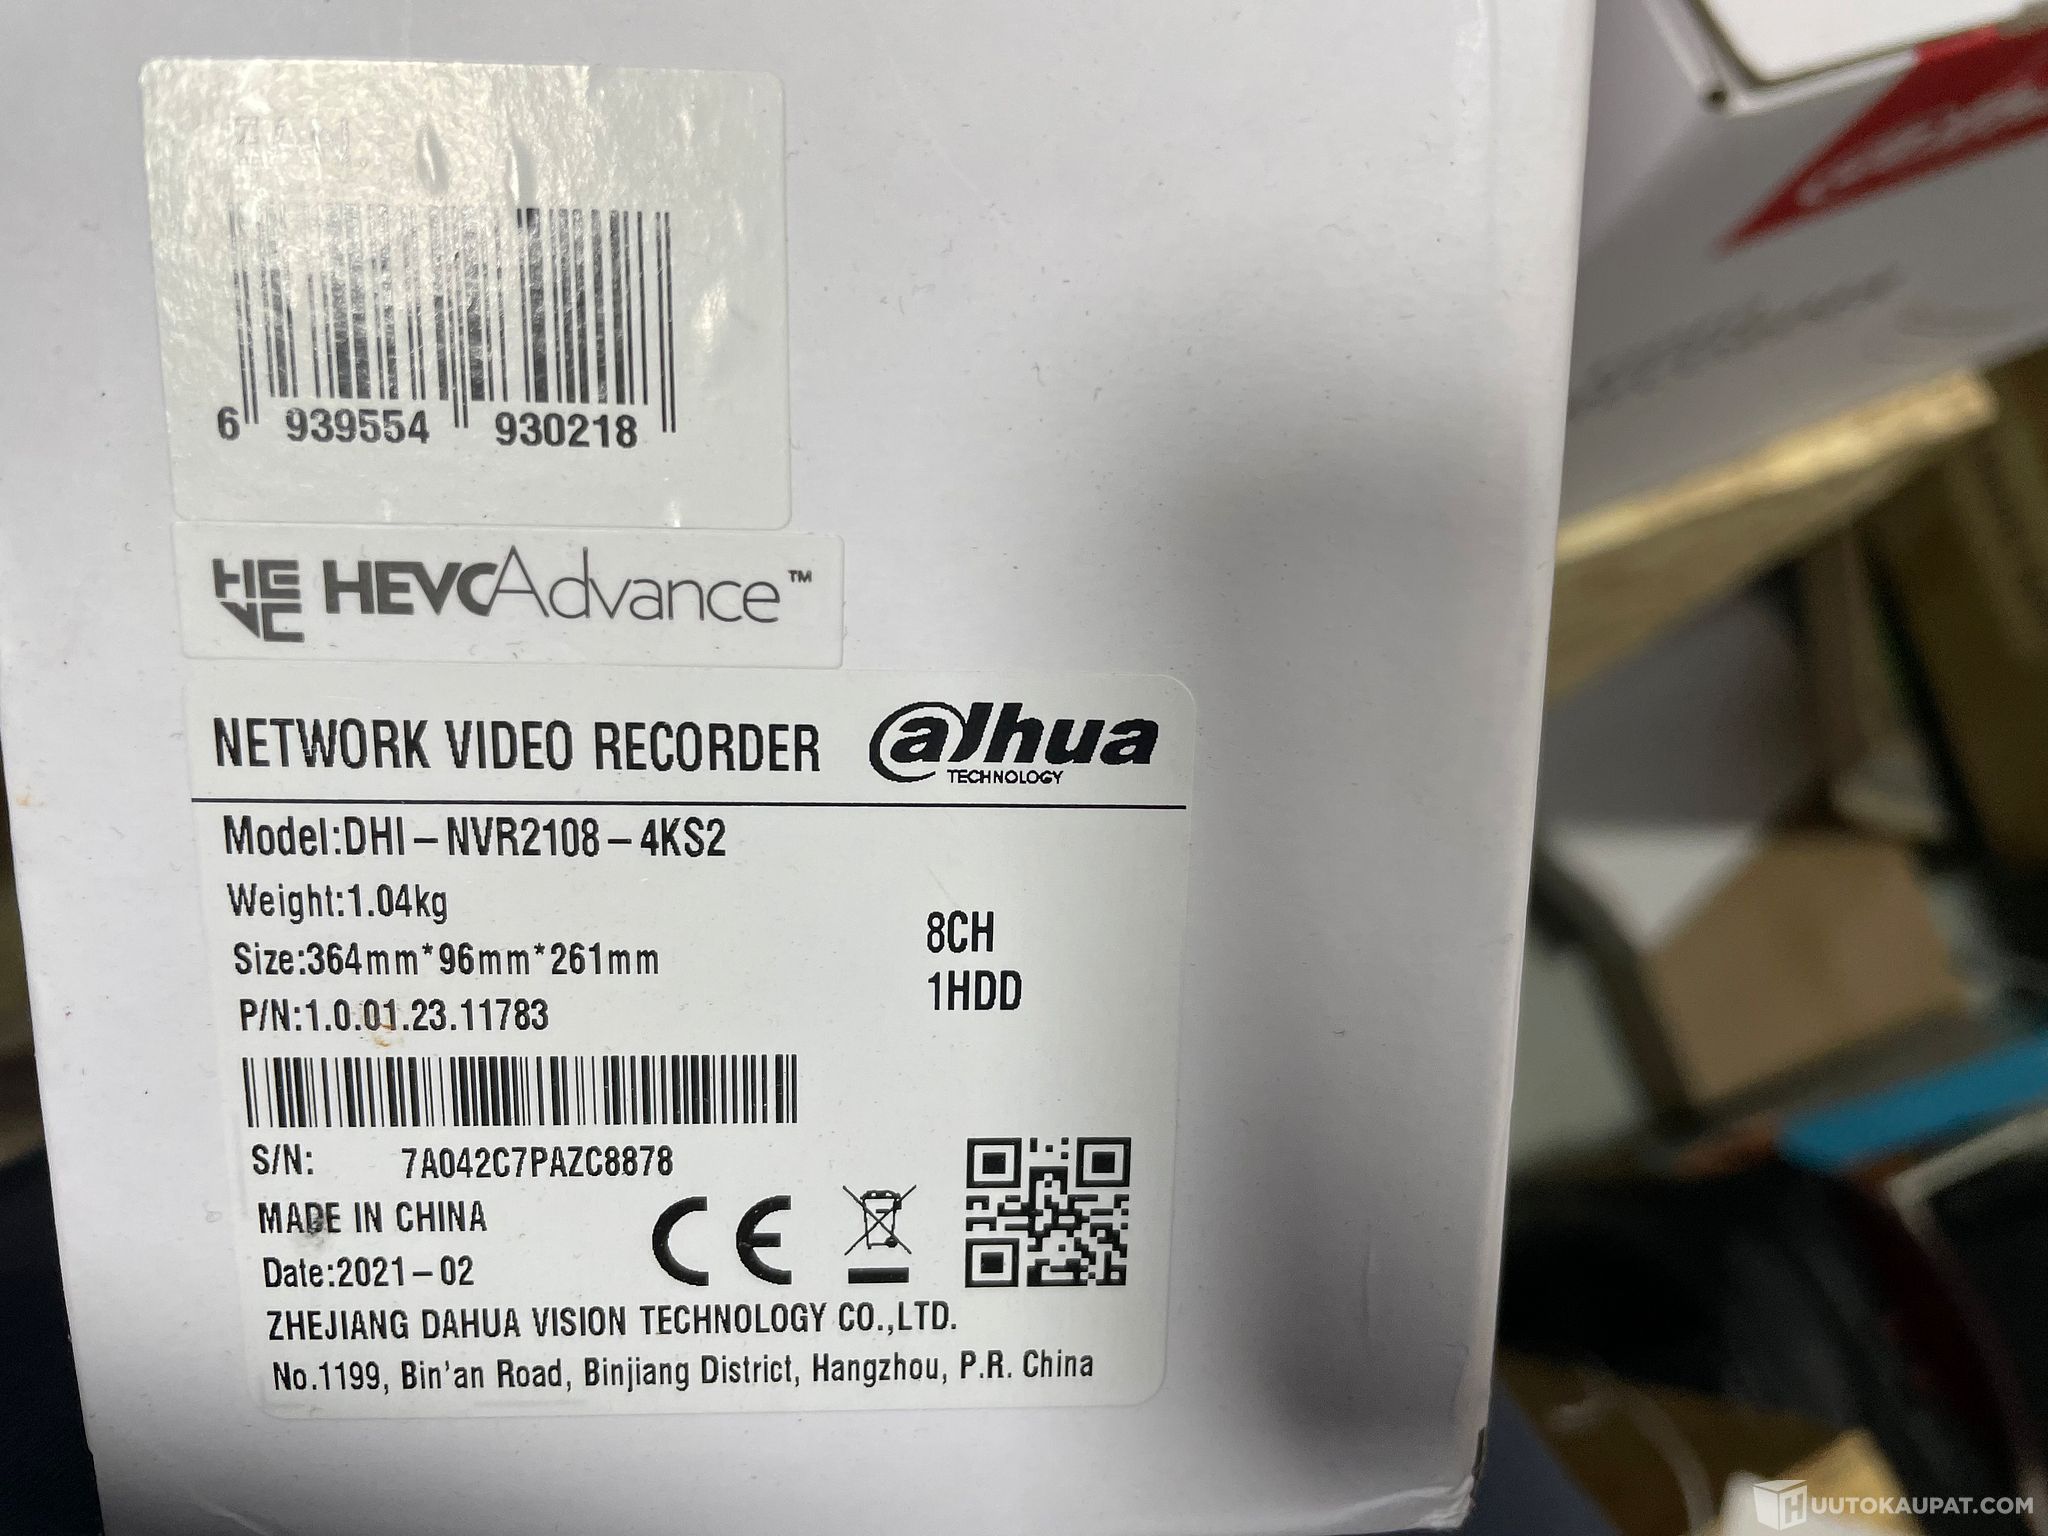 6 939554 930218
HEVC HEVCAdvance™
NETWORK VIDEO RECORDER alhua
TECHNOLOGY
Model:DHI-NVR2108-4KS2
Weight:1.04kg
Size:364mm*96mm*261mm
P/N:1.0.01.23.11783
8CH
1HDD
S/N: 7A042C7PAZC8878
MADE IN CHINA
Date:2021-02
CE
ZHEJIANG DAHUA VISION TECHNOLOGY CO.,LTD.
No.1199, Bin'an Road, Binjiang District, Hangzhou, P.R. China
HUUTOKAUPAT.COM